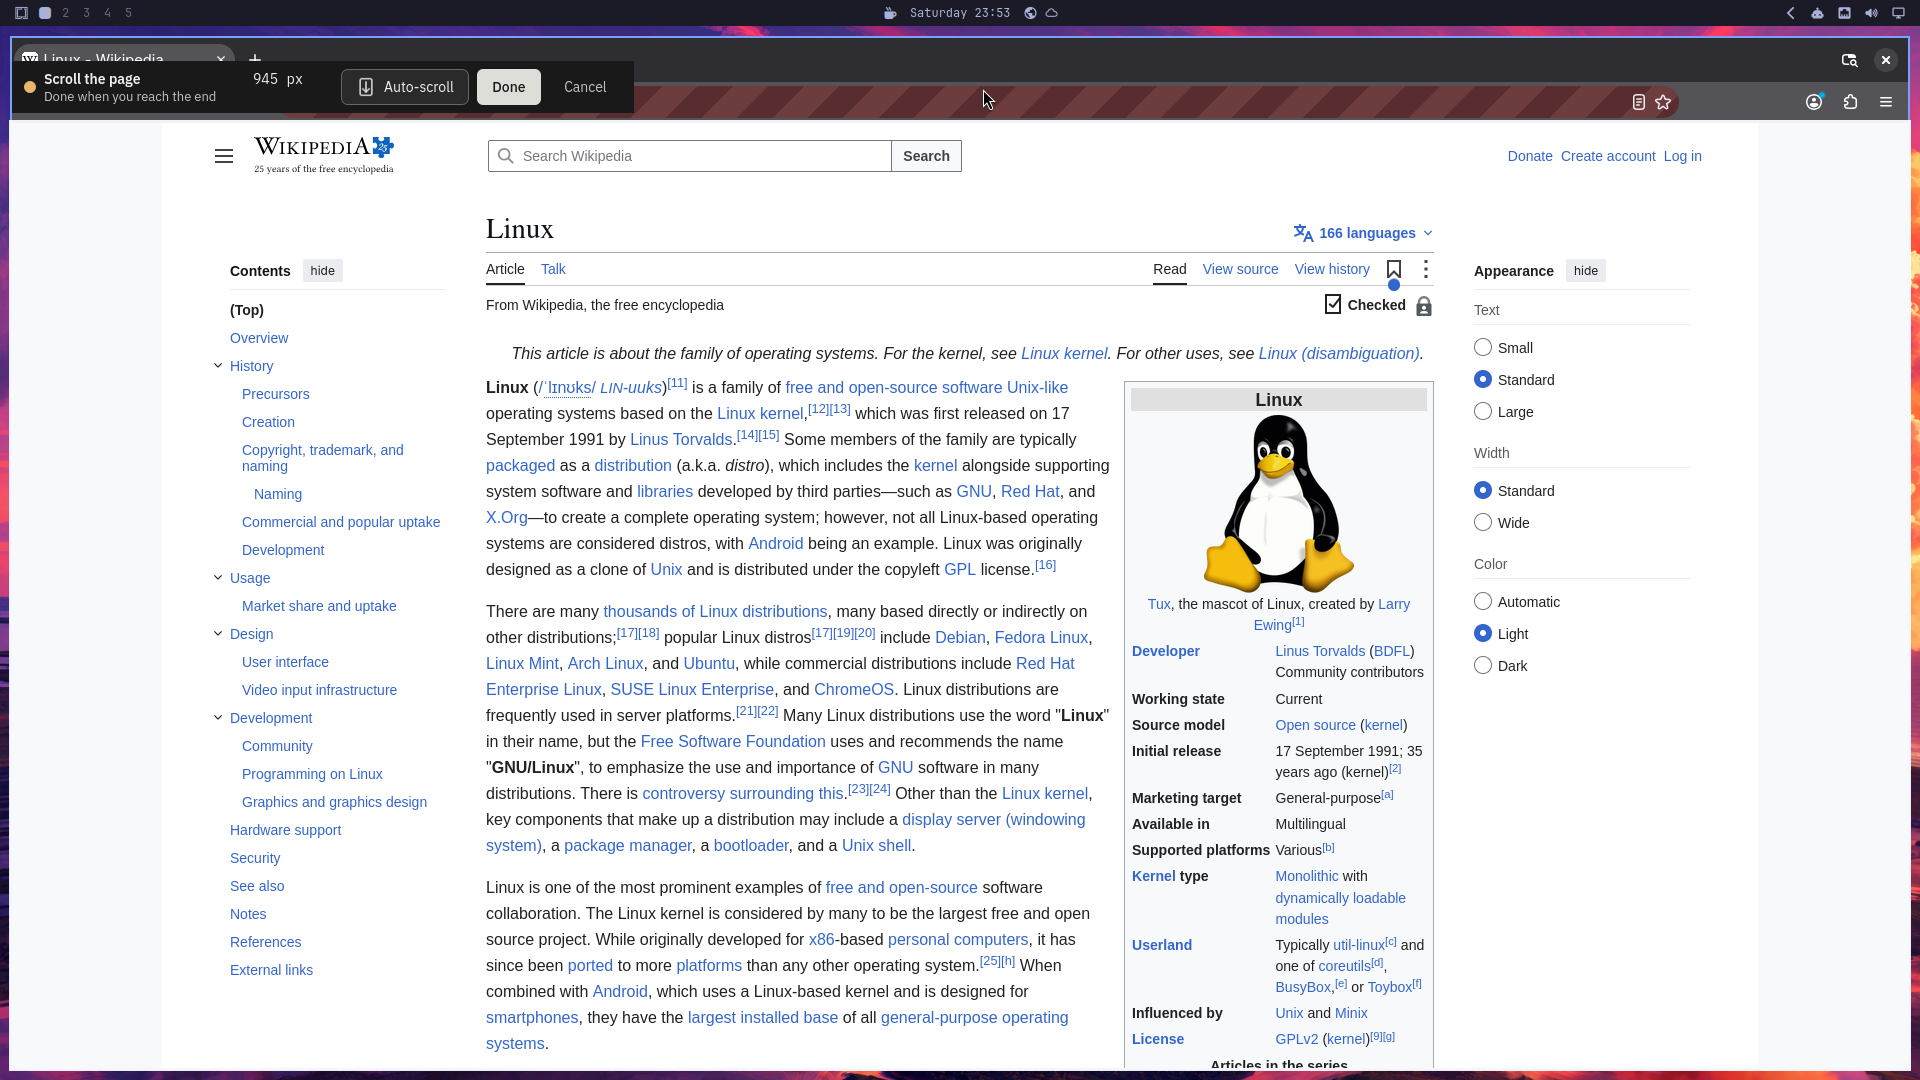 2 3 4 5
Saturday 23:53
Linux - Wikipedia
Scroll the page
Done when you reach the end
945 px
Auto-scroll
Done
Cancel
WIKIPEDIA 25
25 years of the free encyclopedia
Search Wikipedia
Search
Donate Create account Log in
Contents hide
(Top)
Overview
History
Precursors
Creation
Copyright, trademark, and
naming
Naming
Commercial and popular uptake
Development
Usage
Market share and uptake
Design
User interface
Video input infrastructure
Development
Community
Programming on Linux
Graphics and graphics design
Hardware support
Security
See also
Notes
References
External links
Linux
166 languages
Article Talk
Read View source View history
From Wikipedia, the free encyclopedia
Checked
This article is about the family of operating systems. For the kernel, see Linux kernel. For other uses, see Linux (disambiguation).
Linux (/ˈlɪnʊks/ LIN-uuks)[11] is a family of free and open-source software Unix-like
operating systems based on the Linux kernel,[12][13] which was first released on 17
September 1991 by Linus Torvalds.[14][15] Some members of the family are typically
packaged as a distribution (a.k.a. distro), which includes the kernel alongside supporting
system software and libraries developed by third parties—such as GNU, Red Hat, and
X.Org—to create a complete operating system; however, not all Linux-based operating
systems are considered distros, with Android being an example. Linux was originally
designed as a clone of Unix and is distributed under the copyleft GPL license.[16]
There are many thousands of Linux distributions, many based directly or indirectly on
other distributions;[17][18] popular Linux distros[17][19][20] include Debian, Fedora Linux,
Linux Mint, Arch Linux, and Ubuntu, while commercial distributions include Red Hat
Enterprise Linux, SUSE Linux Enterprise, and ChromeOS. Linux distributions are
frequently used in server platforms.[21][22] Many Linux distributions use the word "Linux"
in their name, but the Free Software Foundation uses and recommends the name
"GNU/Linux", to emphasize the use and importance of GNU software in many
distributions. There is controversy surrounding this.[23][24] Other than the Linux kernel,
key components that make up a distribution may include a display server (windowing
system), a package manager, a bootloader, and a Unix shell.
Linux is one of the most prominent examples of free and open-source software
collaboration. The Linux kernel is considered by many to be the largest free and open
source project. While originally developed for x86-based personal computers, it has
since been ported to more platforms than any other operating system.[25][h] When
combined with Android, which uses a Linux-based kernel and is designed for
smartphones, they have the largest installed base of all general-purpose operating
systems.
Linux
Tux, the mascot of Linux, created by Larry
Ewing[1]
Developer Linus Torvalds (BDFL)
Community contributors
Working state Current
Source model Open source (kernel)
Initial release 17 September 1991; 35
years ago (kernel)[2]
Marketing target General-purpose[a]
Available in Multilingual
Supported platforms Various[b]
Kernel type Monolithic with
dynamically loadable
modules
Userland Typically util-linux[c] and
one of coreutils[d],
BusyBox,[e] or Toybox[f]
Influenced by Unix and Minix
License GPLv2 (kernel)[9][g]
Articles in the series
Appearance hide
Text
Small
Standard
Large
Width
Standard
Wide
Color
Automatic
Light
Dark